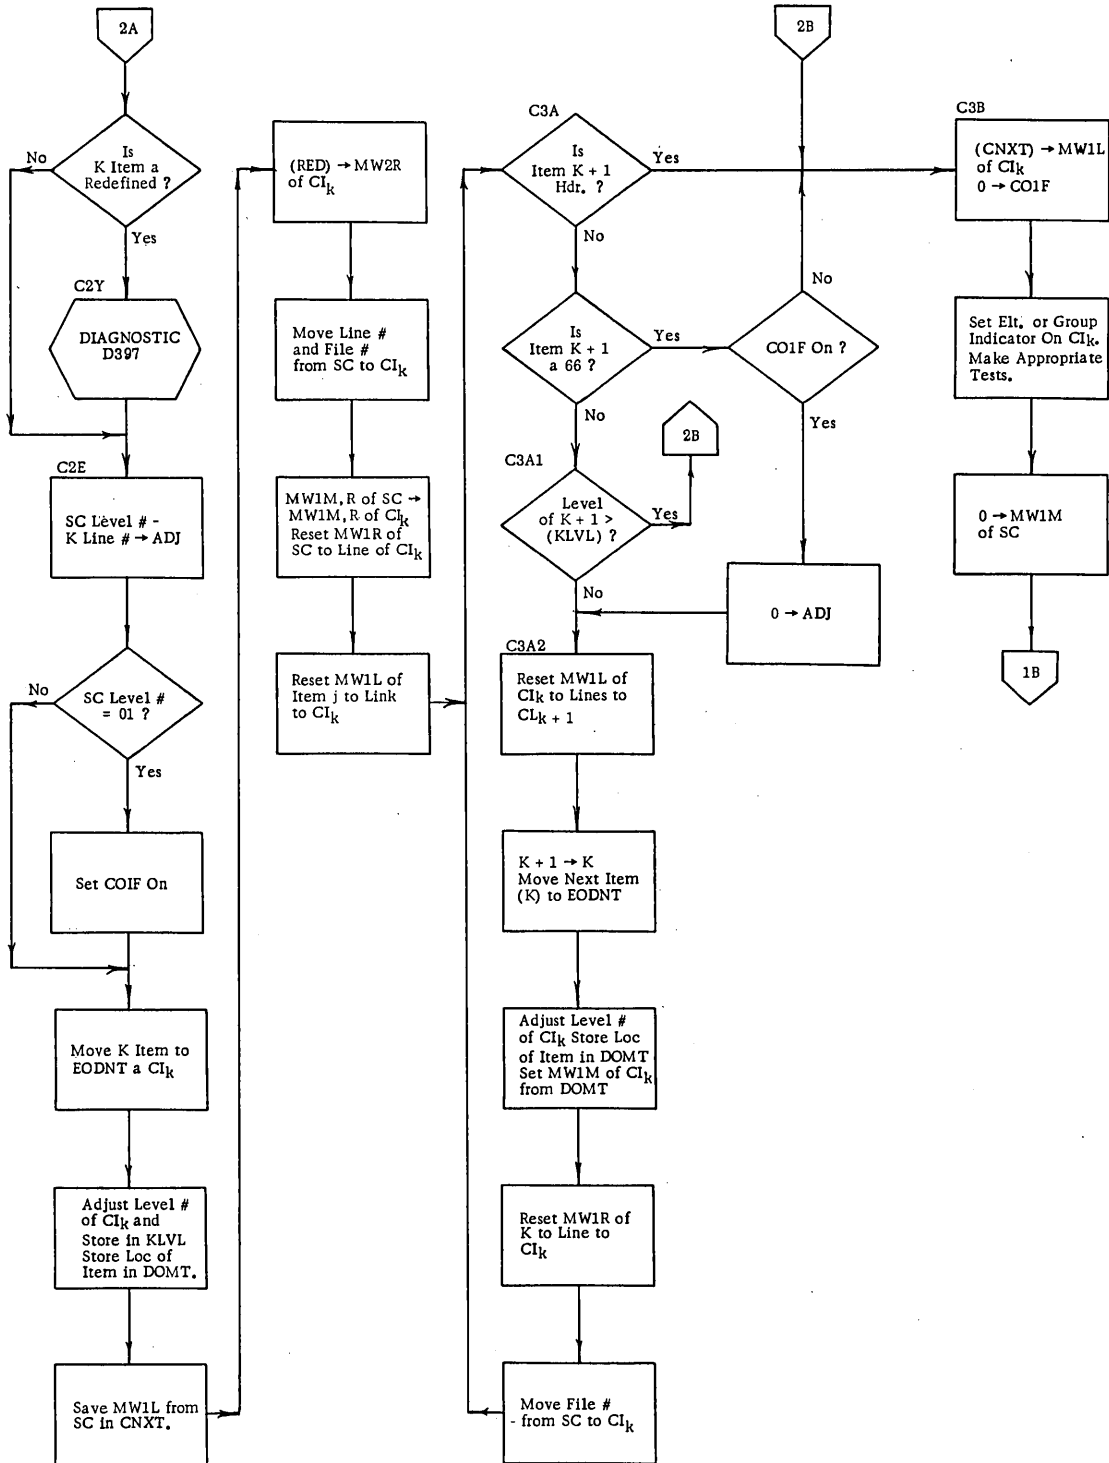 2A
Is
K Item a
Redefined ?
No
Yes
C2Y
DIAGNOSTIC
D397
C2E
SC Level # -
K Line # → ADJ
No
SC Level #
= 01 ?
Yes
Set COIF On
Move K Item to
EODNT a CIk
Adjust Level #
of CIk and
Store in KLVL
Store Loc of
Item in DOMT.
Save MW1L from
SC in CNXT.
(RED) → MW2R
of CIk
Move Line #
and File #
from SC to CIk
MW1M,R of SC →
MW1M,R of CIk
Reset MW1R of
SC to Line of CIk
Reset MW1L of
Item j to Link
to CIk
C3A
Is
Item K + 1
Hdr. ?
Yes
No
Is
Item K + 1
a 66 ?
Yes
No
C3A1
Level
of K + 1 >
(KLVL) ?
Yes
No
2B
C3A2
Reset MW1L of
CIk to Lines to
CLk + 1
K + 1 → K
Move Next Item
(K) to EODNT
Adjust Level #
of CIk Store Loc
of Item in DOMT
Set MW1M of CIk
from DOMT
Reset MW1R of
K to Line to
CIk
Move File #
- from SC to CIk
2B
No
CO1F On ?
Yes
0 → ADJ
C3B
(CNXT) → MW1L
of CIk
0 → CO1F
Set Elt. or Group
Indicator On CIk.
Make Appropriate
Tests.
0 → MW1M
of SC
1B